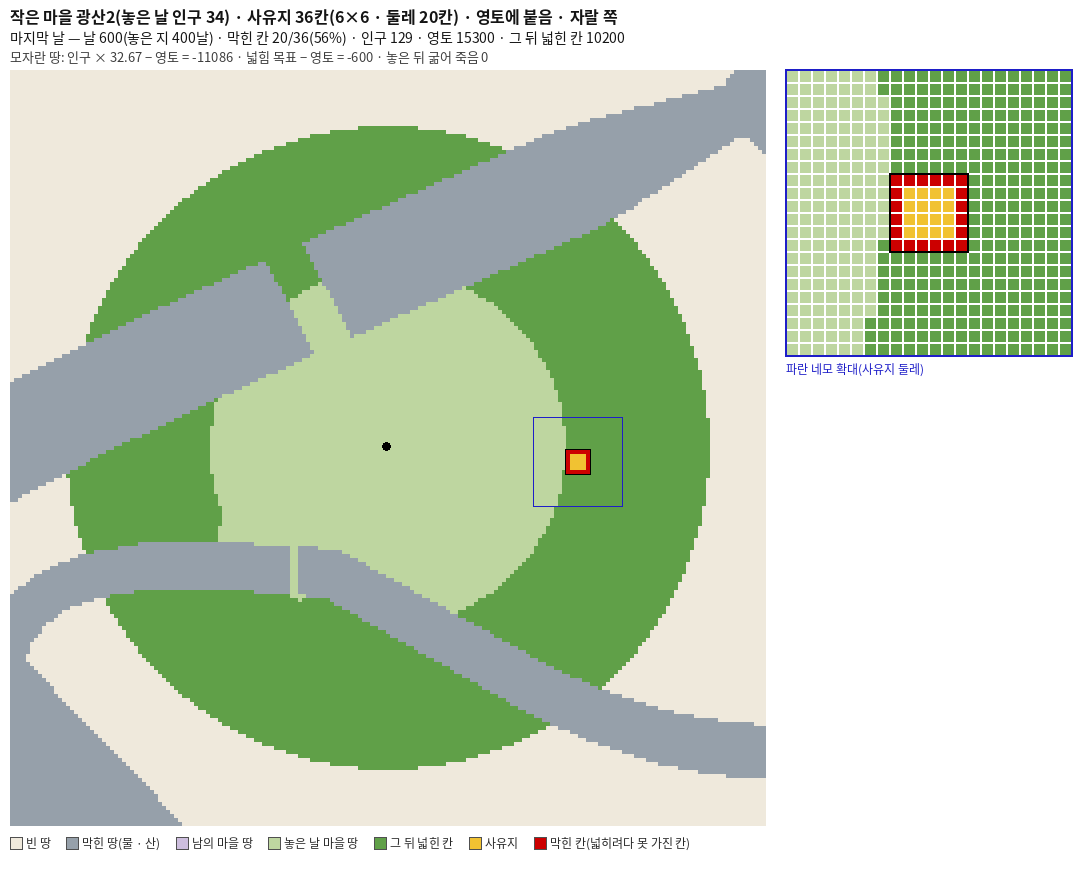 작은 마을 광산2(놓은 날 인구 34) · 사유지 36칸(6×6 · 둘레 20칸) · 영토에 붙음 · 자랄 쪽
마지막 날 — 날 600(놓은 지 400날) · 막힌 칸 20/36(56%) · 인구 129 · 영토 15300 · 그 뒤 넓힌 칸 10200
모자란 땅: 인구 × 32.67 − 영토 = -11086 · 넓힘 목표 − 영토 = -600 · 놓은 뒤 굶어 죽음 0
파란 네모 확대(사유지 둘레)
빈 땅
막힌 땅(물 · 산)
남의 마을 땅
놓은 날 마을 땅
그 뒤 넓힌 칸
사유지
막힌 칸(넓히려다 못 가진 칸)